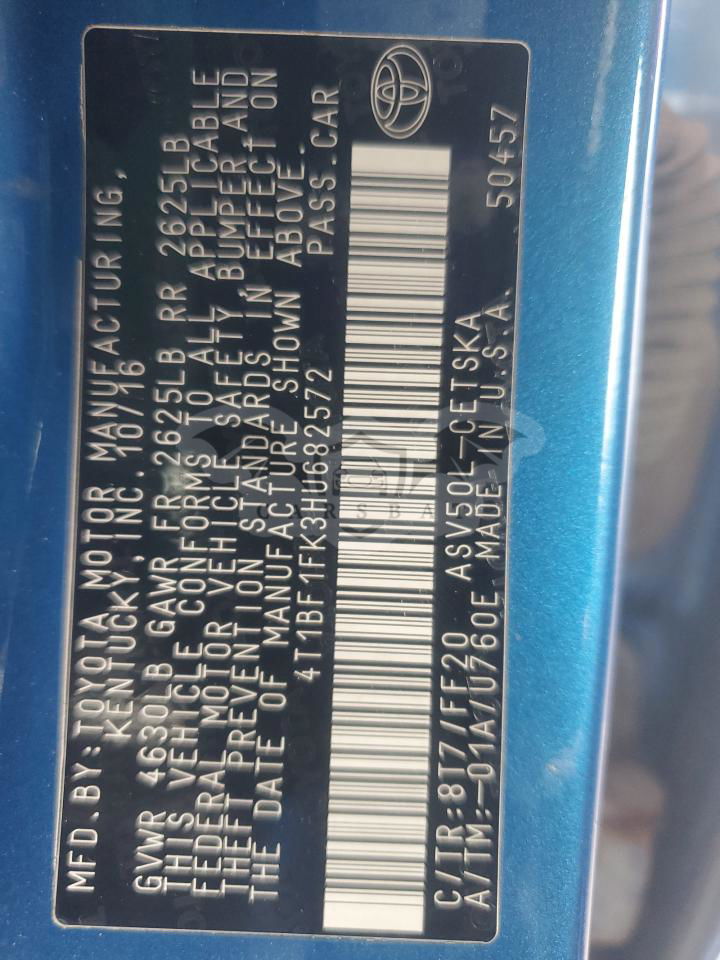 MFD.BY:TOYOTA MOTOR MANUFACTURING,
KENTUCKY,INC. 10/16
GVWR 4630LB GAWR FR 2625LB RR 2625LB
THIS VEHICLE CONFORMS TO ALL APPLICABLE
FEDERAL MOTOR VEHICLE SAFETY, BUMPER,AND
THEFT PREVENTION STANDARDS IN EFFECT ON
THE DATE OF MANUFACTURE SHOWN ABOVE.
4T1BF1FK3HU682572 PASS.CAR
C/TR:8T7/FF20 ASV50L-CETSKA
A/TM:-01A/U760E MADE IN U.S.A. 50457
CARSBA